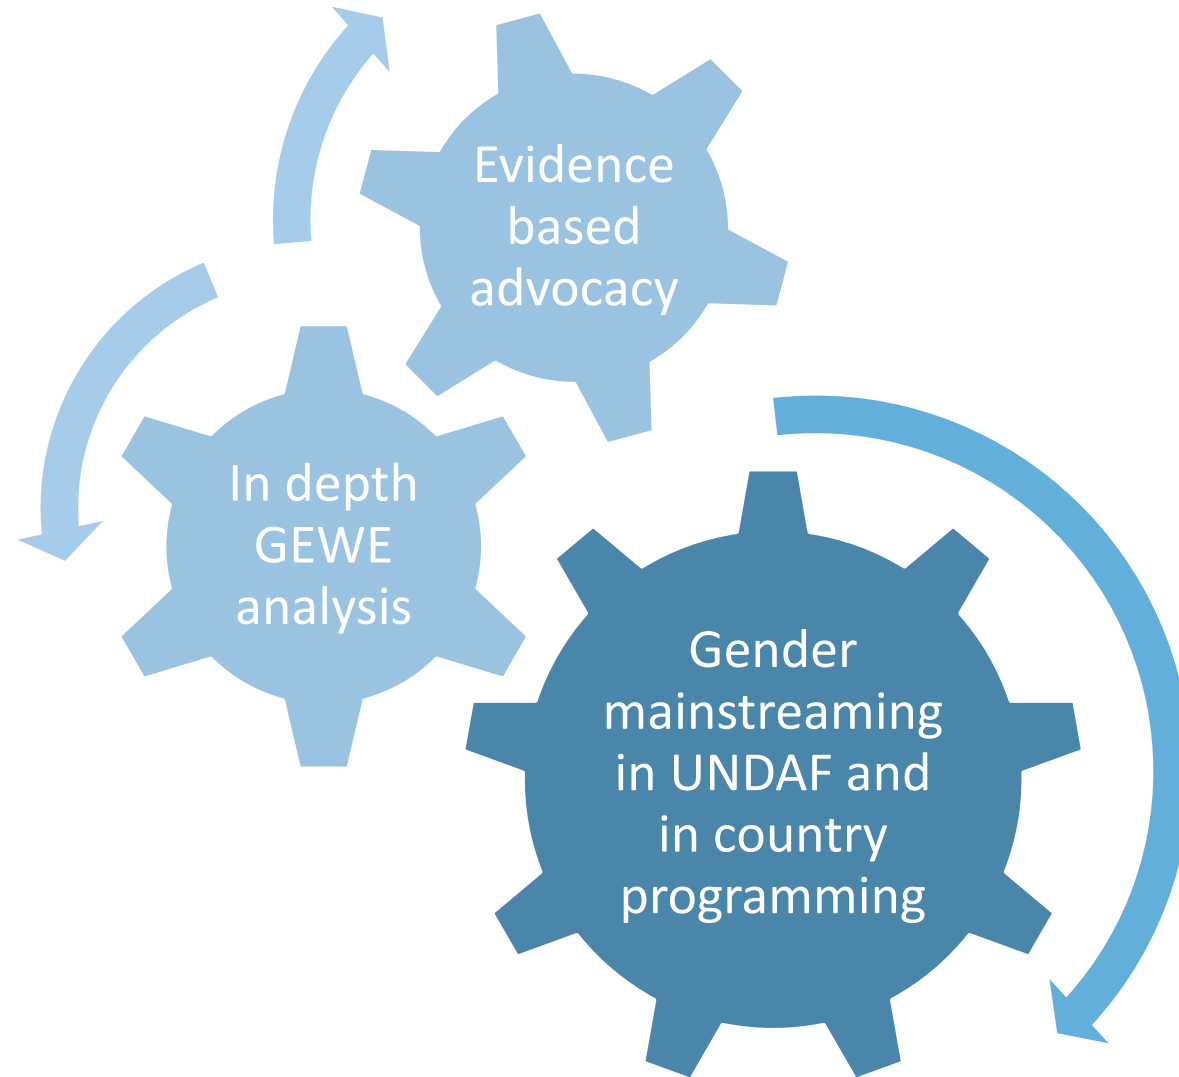 Evidence
based
advocacy
In depth
GEWE
analysis
Gender
mainstreaming
in UNDAF and
in country
programming